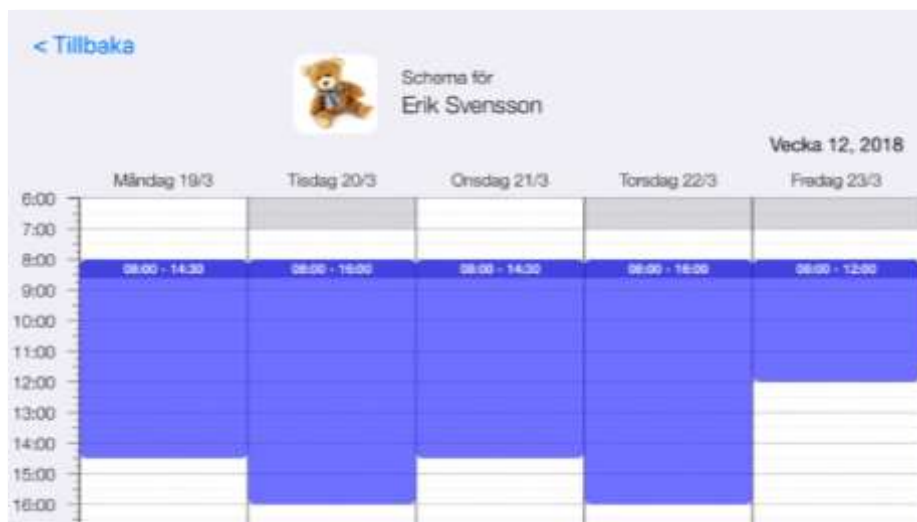 < Tillbaka
Schema för
Erik Svensson
Vecka 12, 2018
Måndag 19/3 Tisdag 20/3 Onsdag 21/3 Torsdag 22/3 Fredag 23/3
6:00
7:00
8:00
08:00 - 14:30 08:00 - 16:00 08:00 - 14:30 08:00 - 16:00 08:00 - 12:00
9:00
10:00
11:00
12:00
13:00
14:00
15:00
16:00